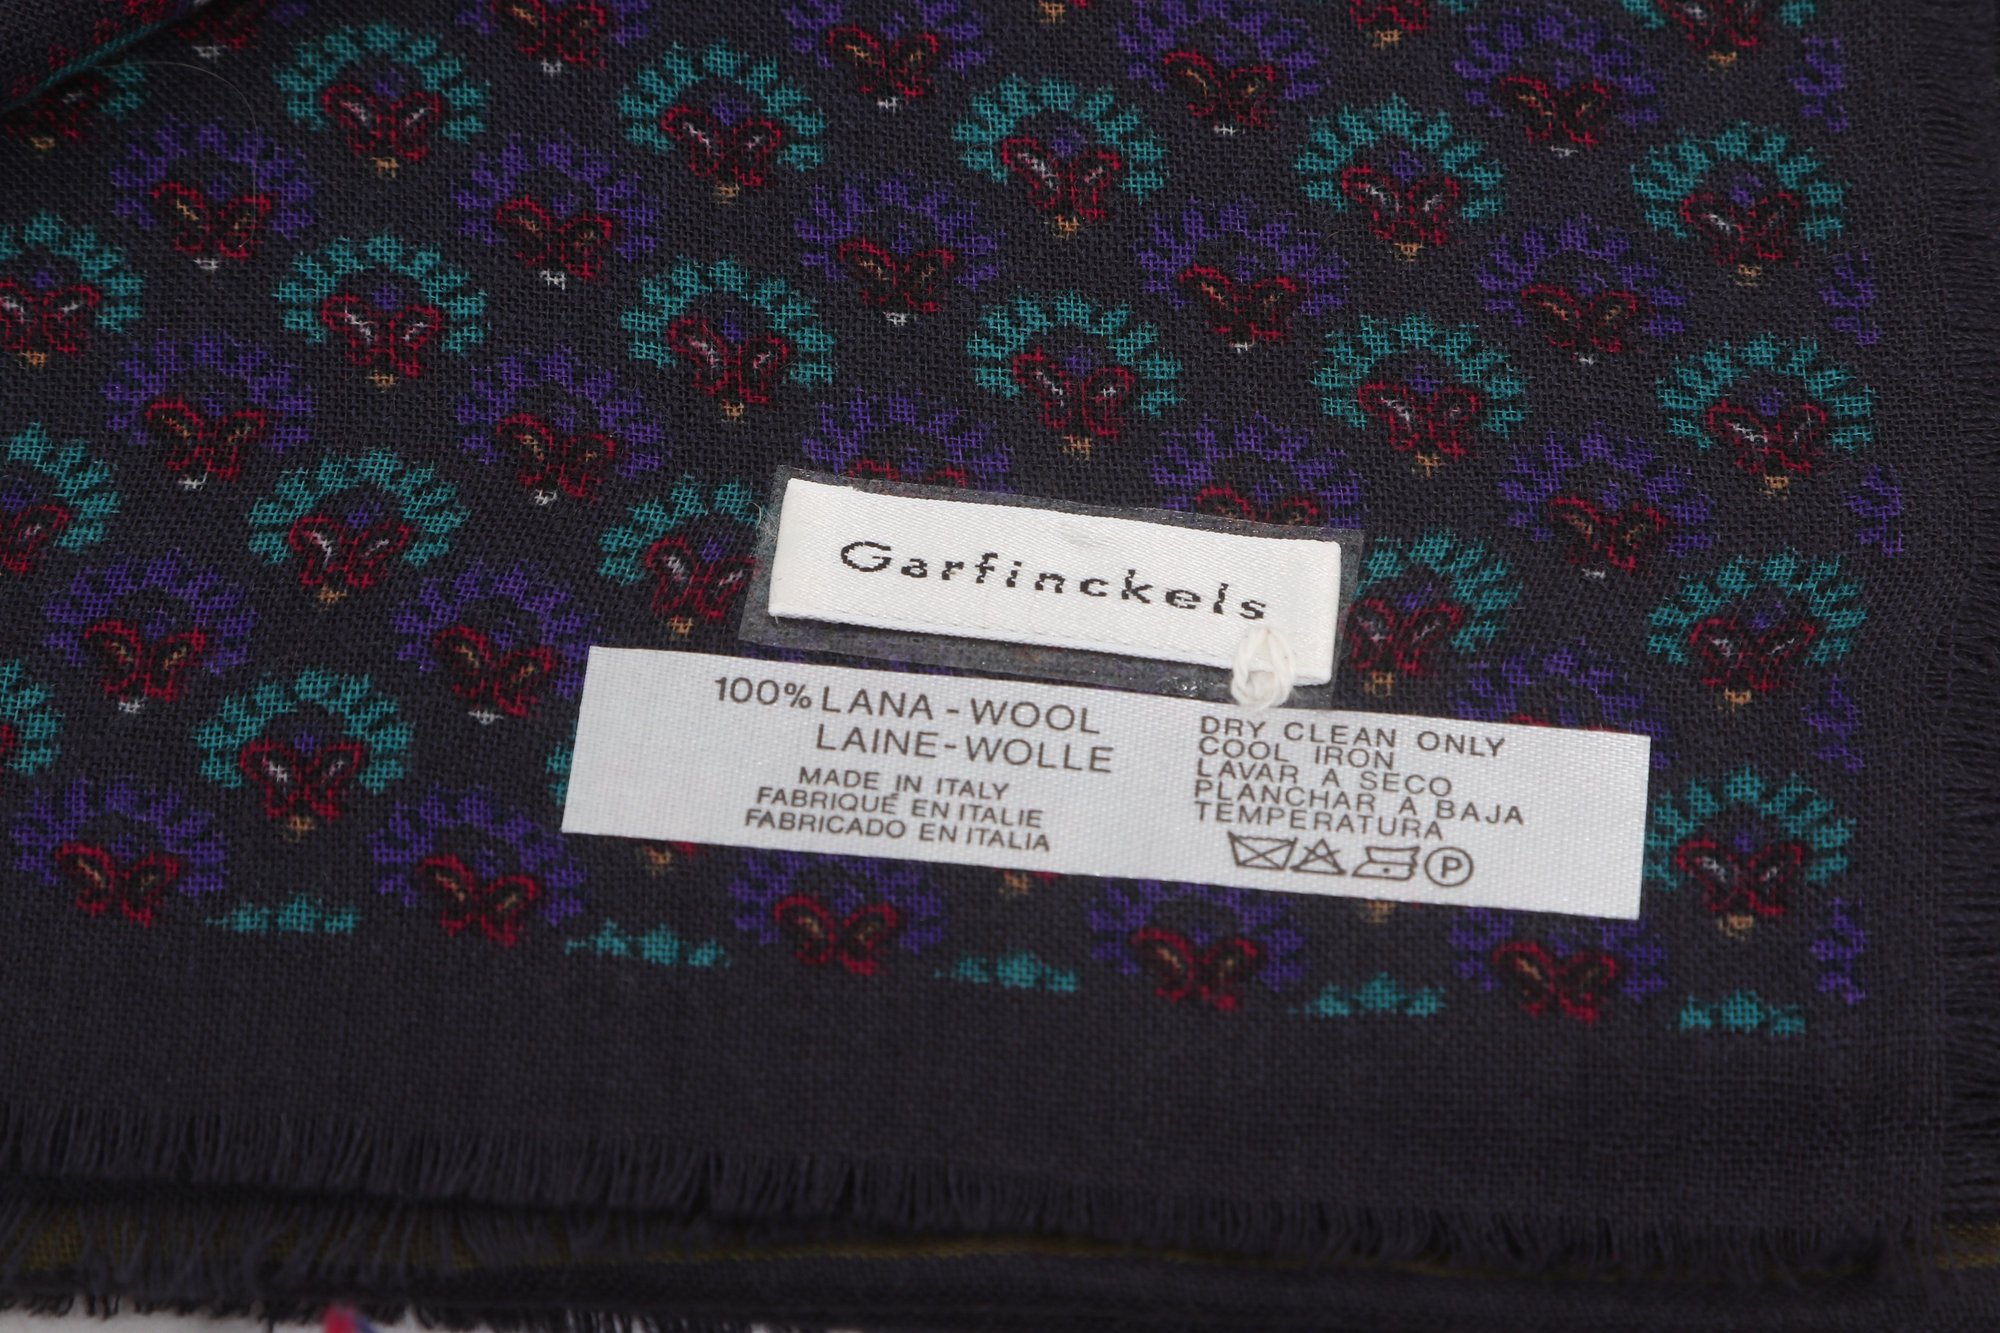 Garfinckels
100% LANA - WOOL
LAINE-WOLLE
MADE IN ITALY
FABRIQUÉ EN ITALIE
FABRICADO EN ITALIA
DRY CLEAN ONLY
COOL IRON
LAVAR A SECO
PLANCHAR A BAJA
TEMPERATURA
P